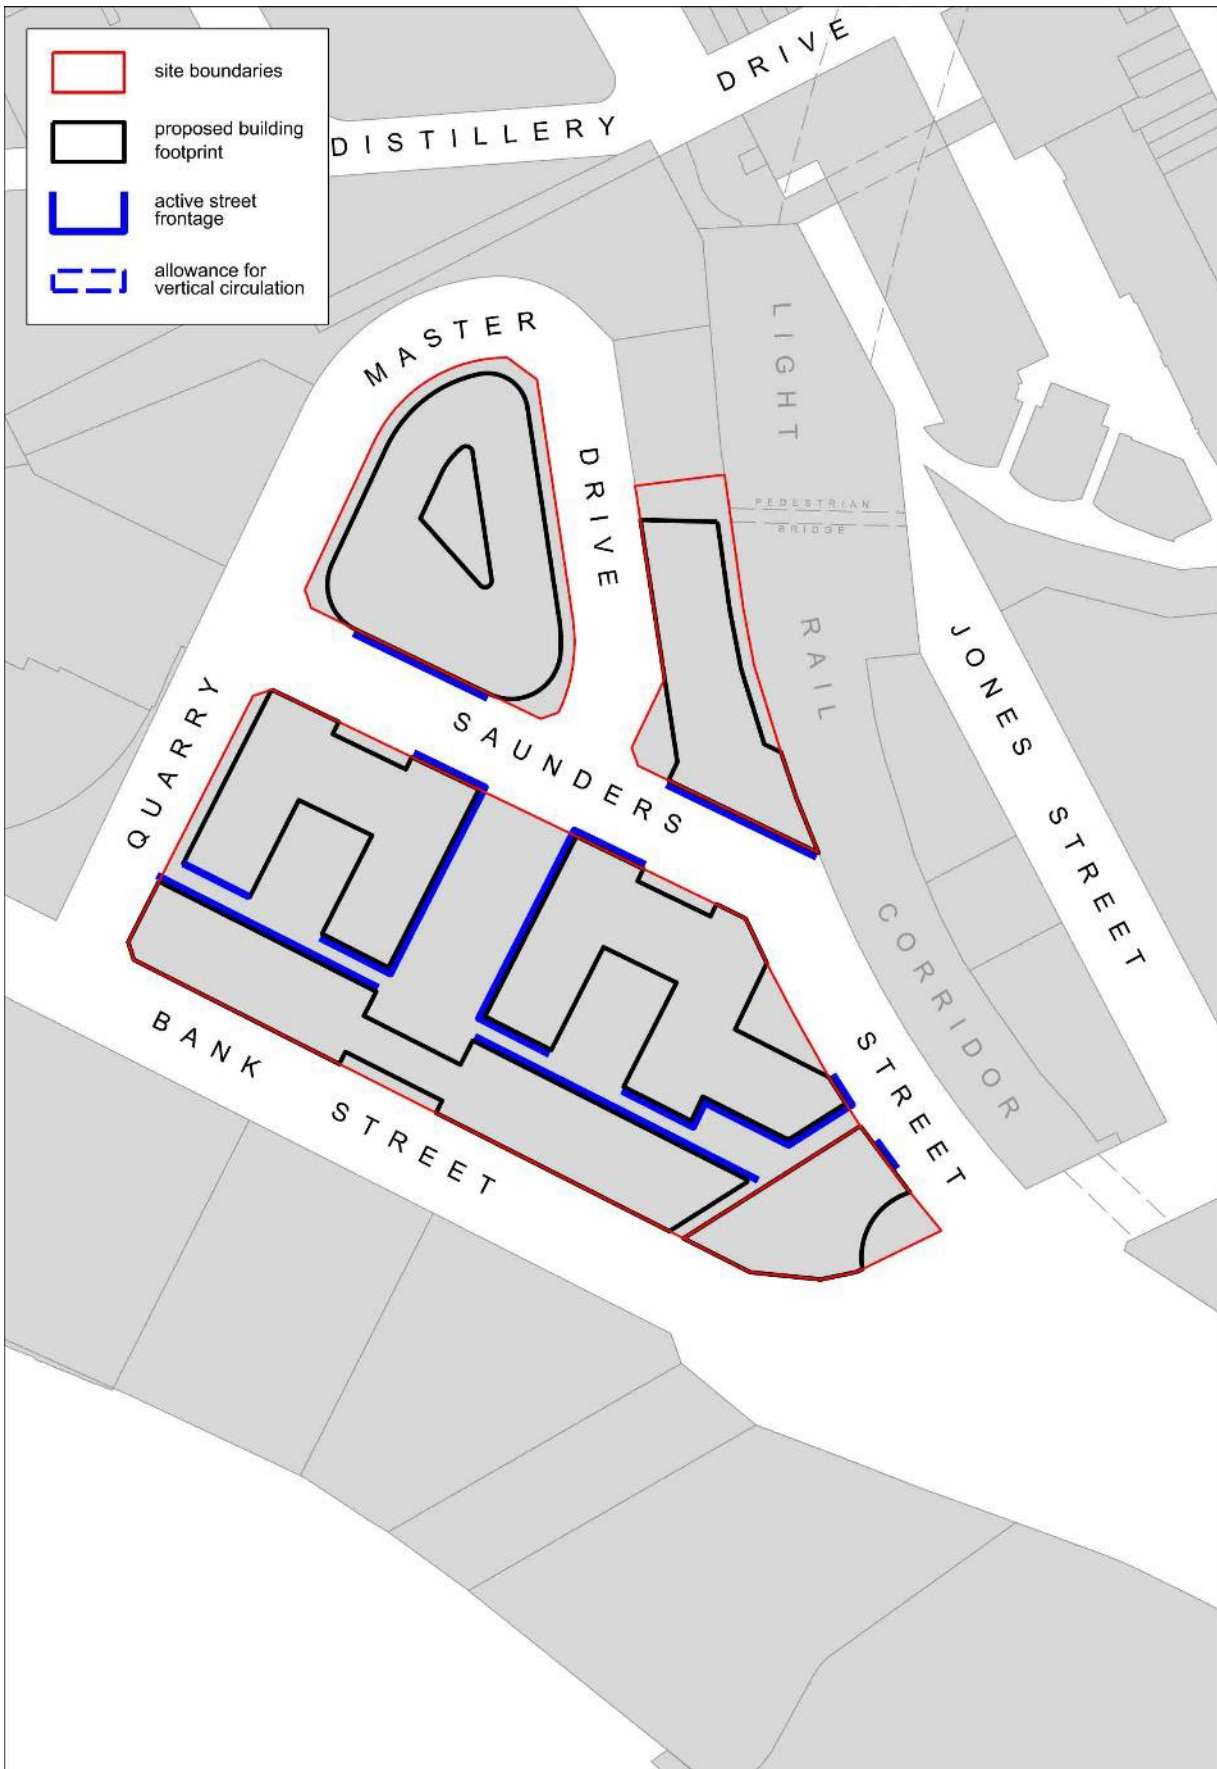 site boundaries
proposed building
footprint
active street
frontage
allowance for
vertical circulation
DISTILLERY DRIVE
MASTER
DRIVE
LIGHT
RAIL
CORRIDOR
PEDESTRIAN
BRIDGE
JONES STREET
QUARRY
SAUNDERS
STREET
BANK STREET